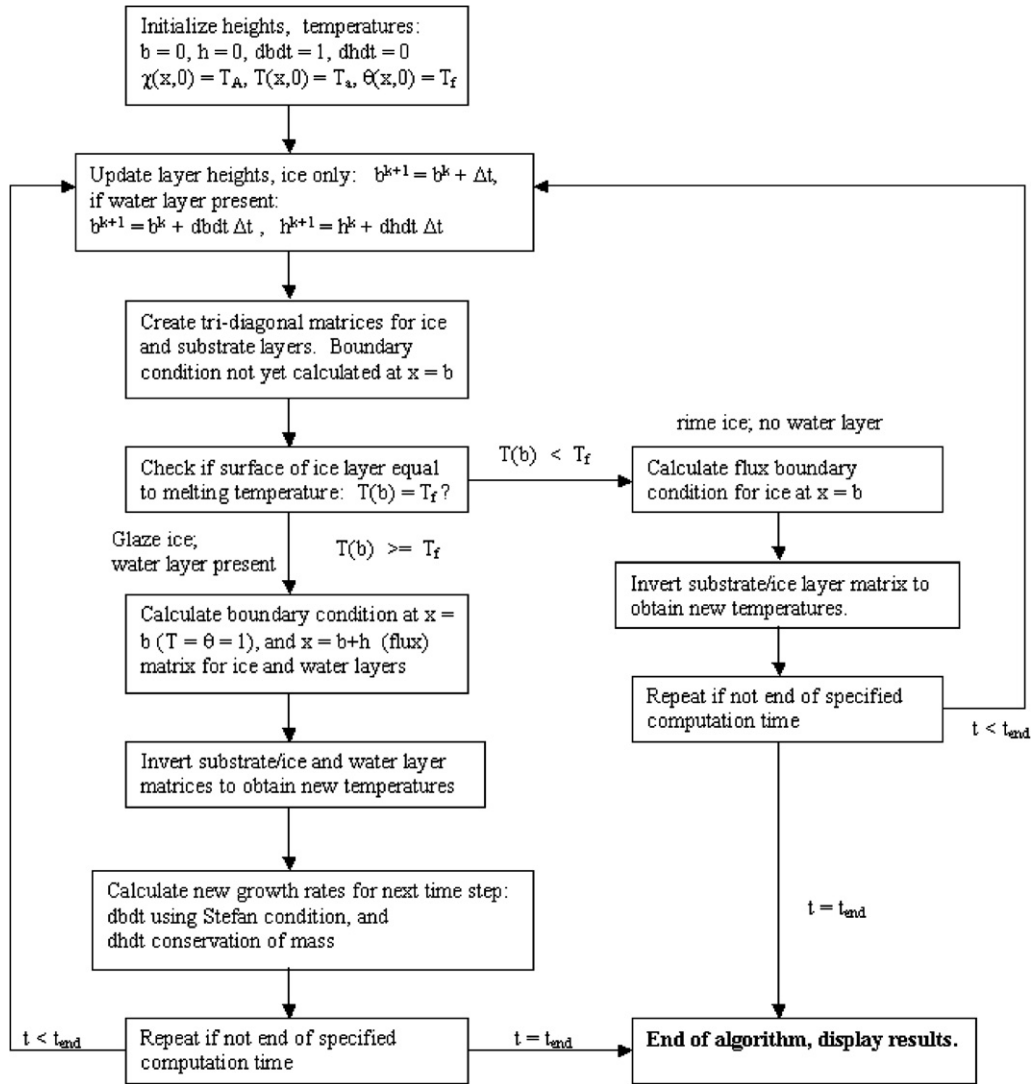 Initialize heights, temperatures:
b = 0, h = 0, dbdt = 1, dhdt = 0
χ(x,0) = T_A, T(x,0) = T_a, θ(x,0) = T_f
Update layer heights, ice only: b^{k+1} = b^k + Δt,
if water layer present:
b^{k+1} = b^k + dbdt Δt , h^{k+1} = h^k + dhdt Δt
Create tri-diagonal matrices for ice
and substrate layers. Boundary
condition not yet calculated at x = b
Check if surface of ice layer equal
to melting temperature: T(b) = T_f ?
T(b) < T_f
rime ice; no water layer
Calculate flux boundary
condition for ice at x = b
Invert substrate/ice layer matrix to
obtain new temperatures.
Repeat if not end of specified
computation time
t < t_end
t = t_end
Glaze ice;
water layer present
T(b) >= T_f
Calculate boundary condition at x =
b (T = θ = 1), and x = b+h (flux)
matrix for ice and water layers
Invert substrate/ice and water layer
matrices to obtain new temperatures
Calculate new growth rates for next time step:
dbdt using Stefan condition, and
dhdt conservation of mass
t < t_end
Repeat if not end of specified
computation time
t = t_end
End of algorithm, display results.